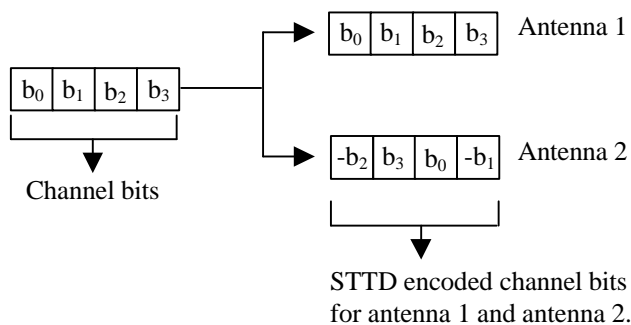 b₀ b₁ b₂ b₃ Antenna 1
b₀ b₁ b₂ b₃
-b₂ b₃ b₀ -b₁ Antenna 2
Channel bits
STTD encoded channel bits
for antenna 1 and antenna 2.